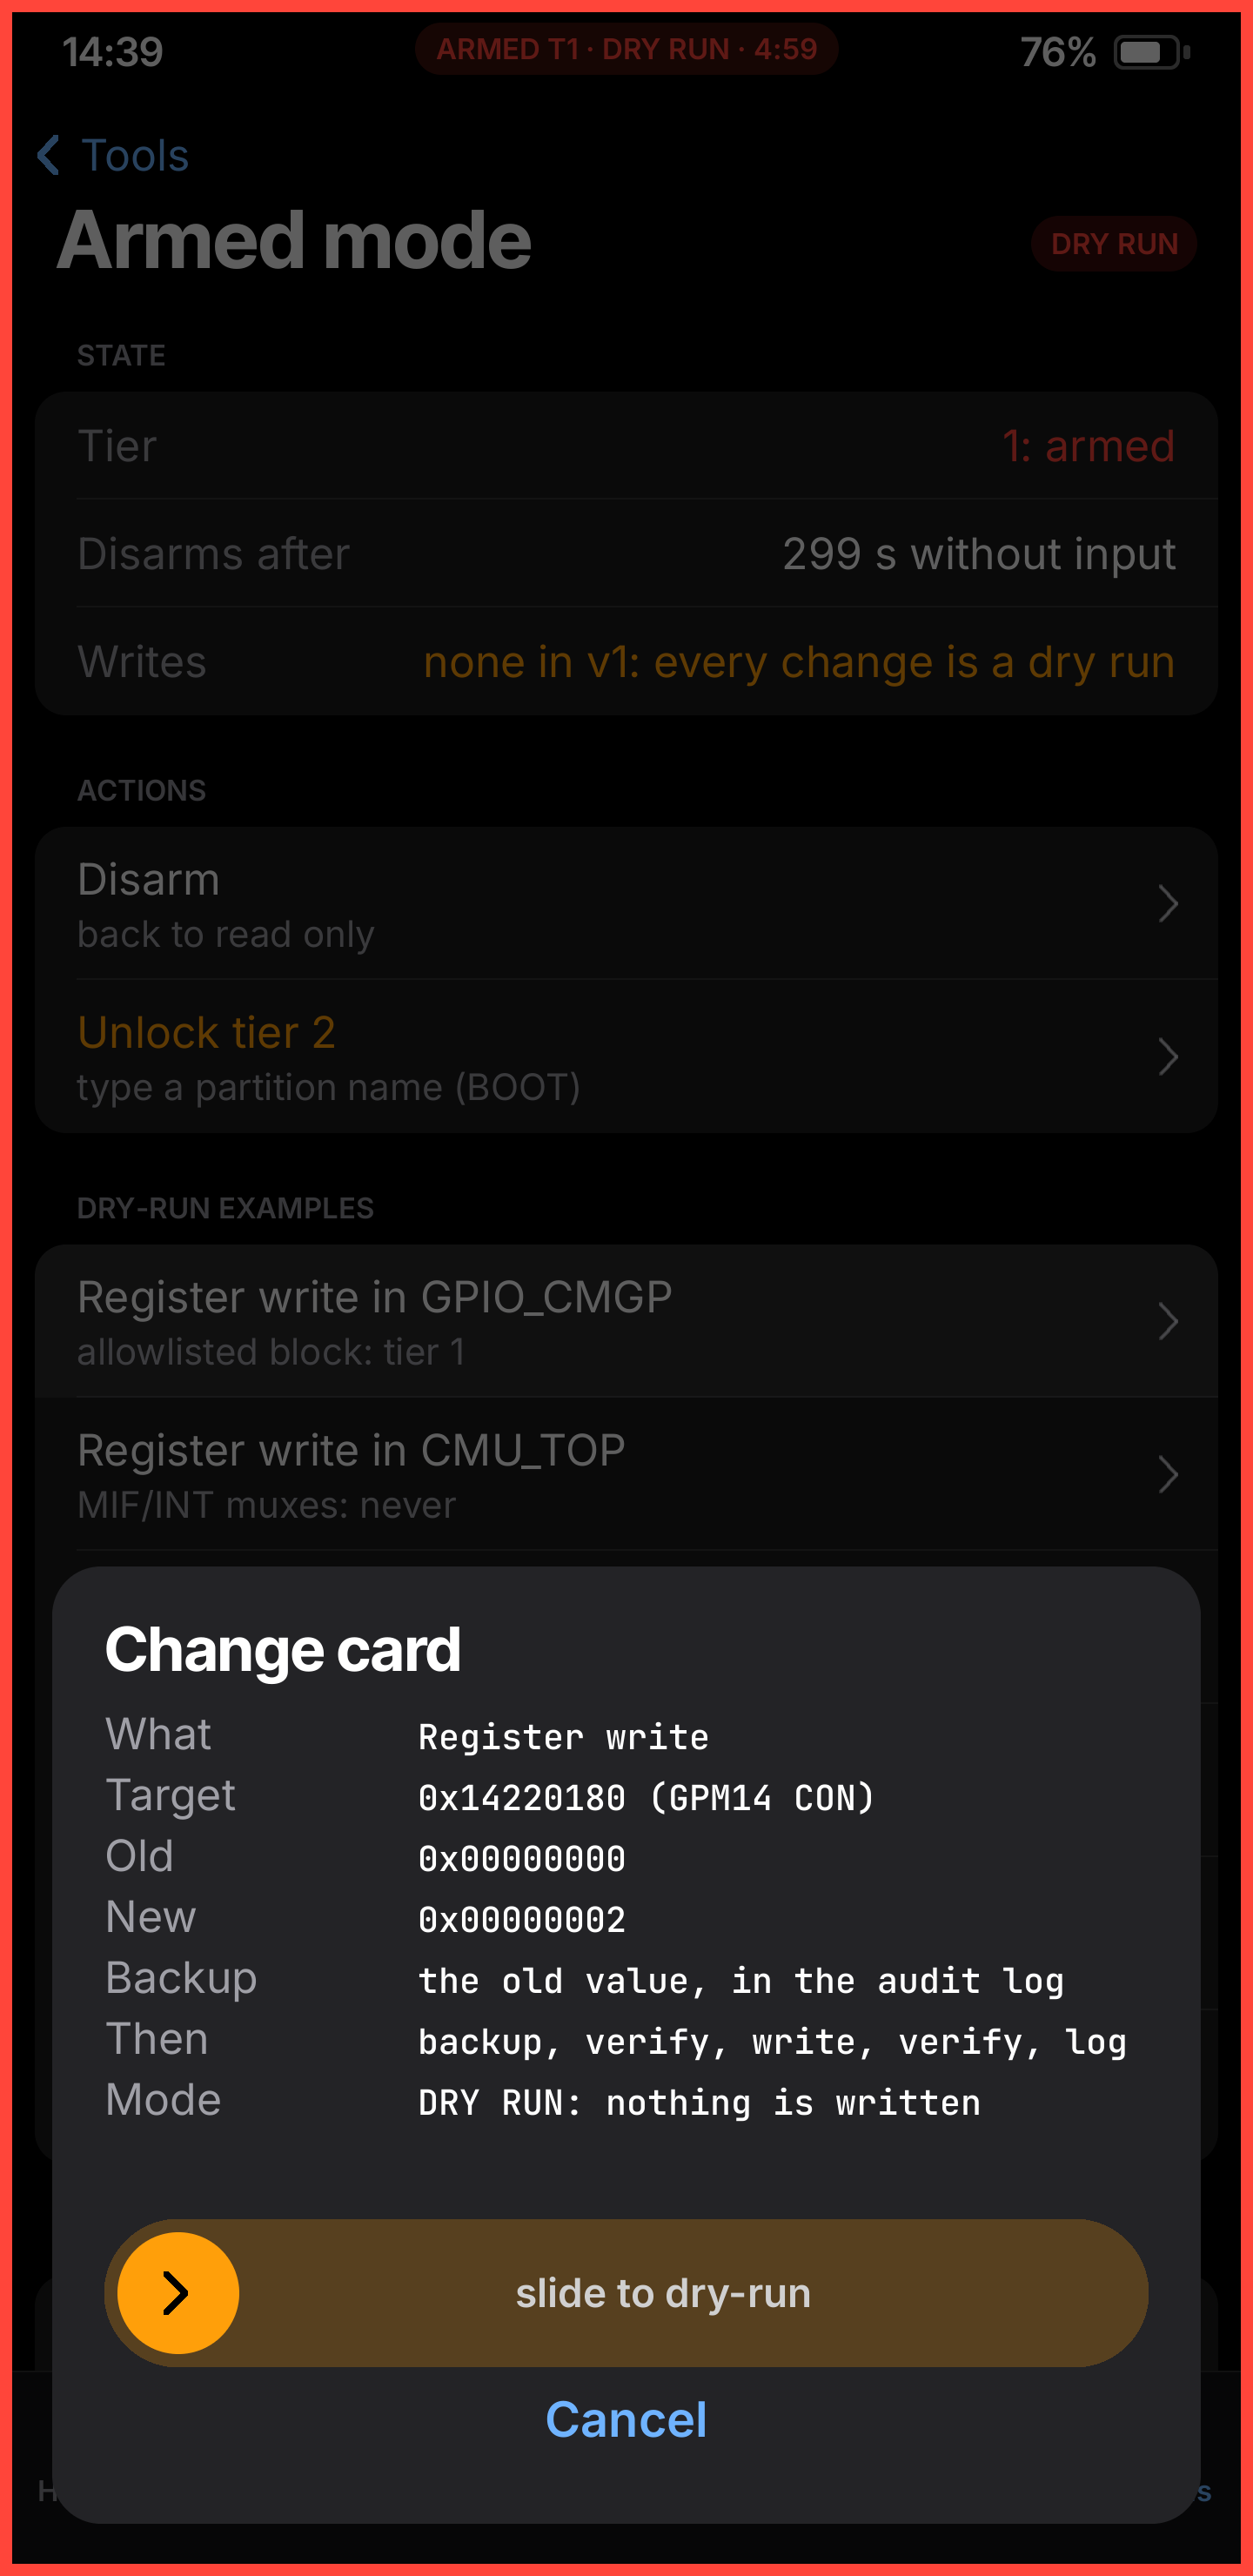 14:39
ARMED T1 · DRY RUN · 4:59
76%
Tools
Armed mode
DRY RUN
STATE
Tier
1: armed
Disarms after
299 s without input
Writes
none in v1: every change is a dry run
ACTIONS
Disarm
back to read only
Unlock tier 2
type a partition name (BOOT)
DRY-RUN EXAMPLES
Register write in GPIO_CMGP
allowlisted block: tier 1
Register write in CMU_TOP
MIF/INT muxes: never
Change card
What Register write
Target 0x14220180 (GPM14 CON)
Old 0x00000000
New 0x00000002
Backup the old value, in the audit log
Then backup, verify, write, verify, log
Mode DRY RUN: nothing is written
slide to dry-run
Cancel